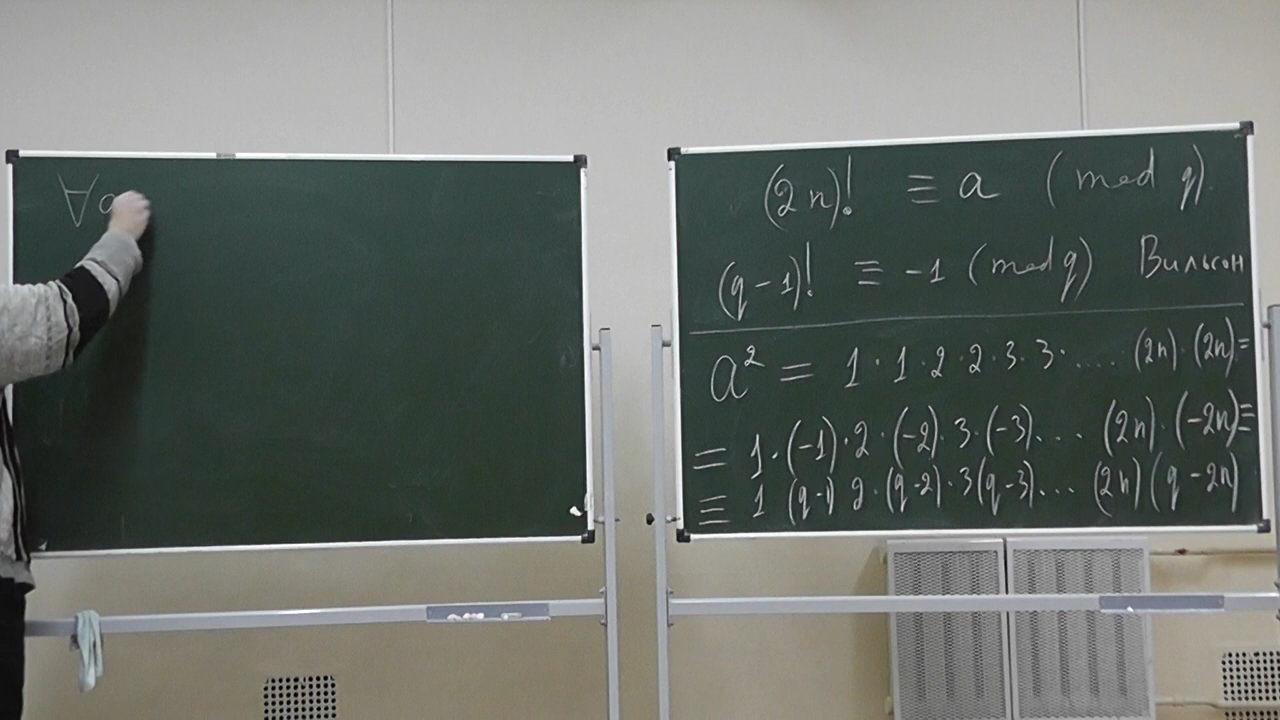 ∀a
(2n)! ≡ a (mod q).
(q-1)! ≡ -1 (mod q) Вильсон
a² = 1·1·2·2·3·3·....(2n)·(2n)=
= 1·(-1)·2·(-2)·3·(-3)·... (2n)·(-2n)≡
≡ 1 (q-1) 2·(q-2)·3(q-3)... (2n)(q-2n)